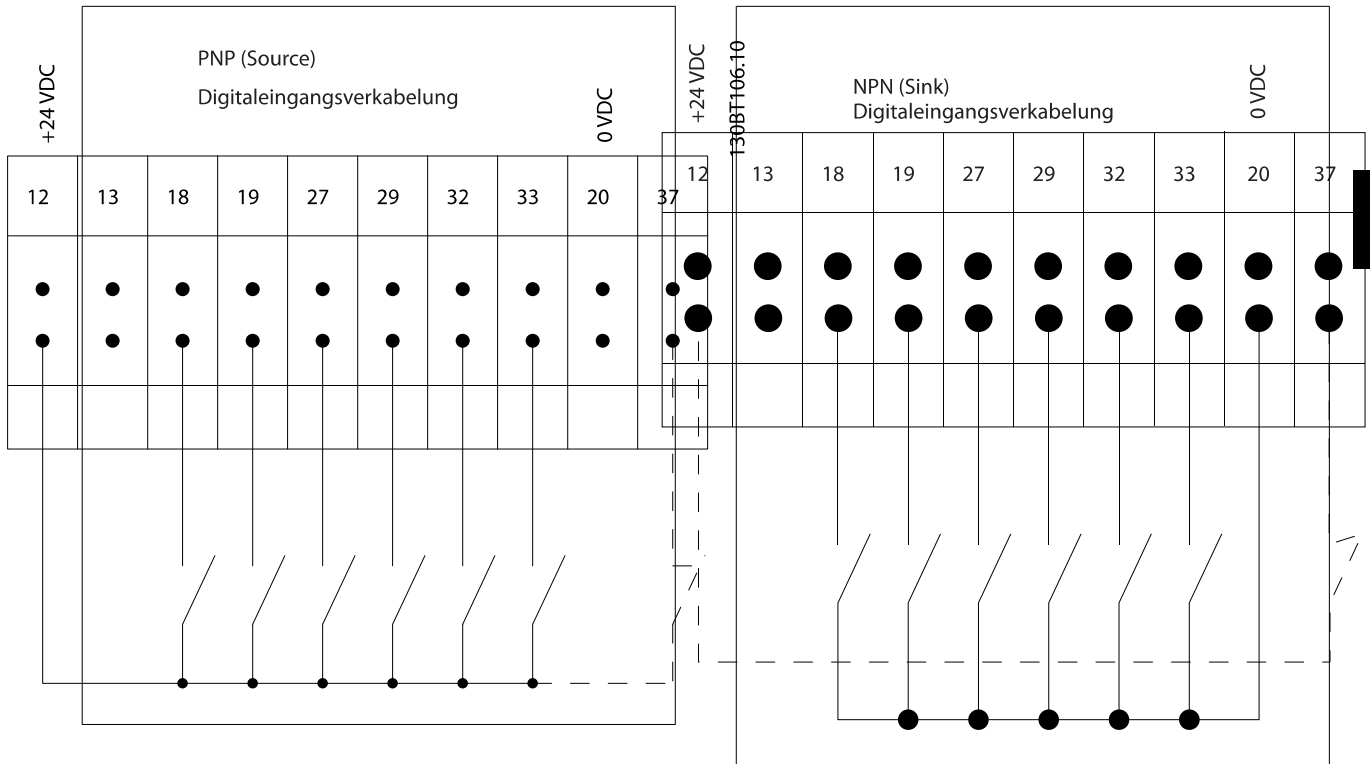 PNP (Source)
Digitaleingangsverkabelung
+24 VDC
0 VDC
12 13 18 19 27 29 32 33 20 37
+24 VDC
130BT106.10
NPN (Sink)
Digitaleingangsverkabelung
0 VDC
12 13 18 19 27 29 32 33 20 37